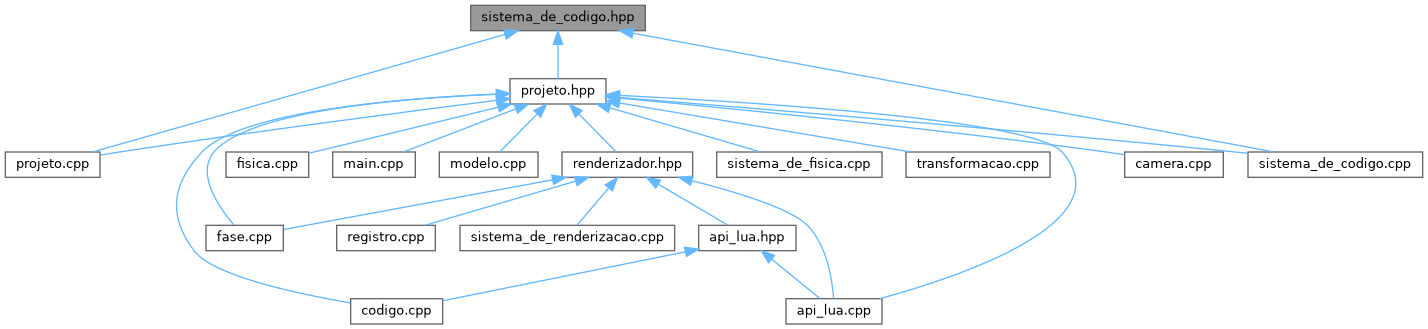 sistema_de_codigo.hpp
projeto.hpp
projeto.cpp
fisica.cpp
main.cpp
modelo.cpp
renderizador.hpp
sistema_de_fisica.cpp
transformacao.cpp
camera.cpp
sistema_de_codigo.cpp
fase.cpp
registro.cpp
sistema_de_renderizacao.cpp
api_lua.hpp
codigo.cpp
api_lua.cpp